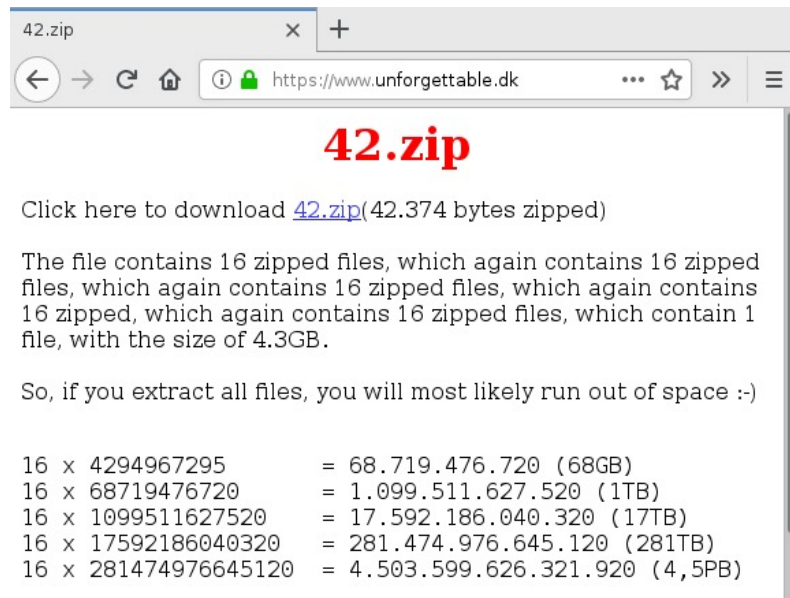 42.zip
https://www.unforgettable.dk
42.zip
Click here to download 42.zip(42.374 bytes zipped)
The file contains 16 zipped files, which again contains 16 zipped
files, which again contains 16 zipped files, which again contains
16 zipped, which again contains 16 zipped files, which contain 1
file, with the size of 4.3GB.
So, if you extract all files, you will most likely run out of space :-)
16 x 4294967295 = 68.719.476.720 (68GB)
16 x 68719476720 = 1.099.511.627.520 (1TB)
16 x 1099511627520 = 17.592.186.040.320 (17TB)
16 x 17592186040320 = 281.474.976.645.120 (281TB)
16 x 281474976645120 = 4.503.599.626.321.920 (4,5PB)